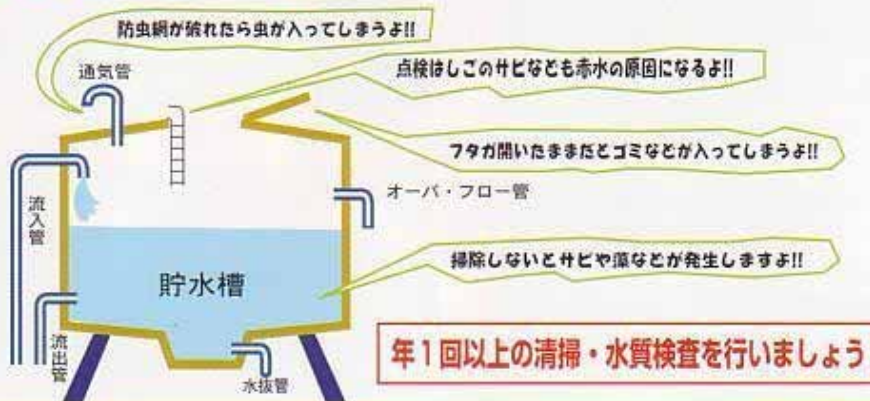 防虫網が破れたら虫が入ってしまうよ!!
通気管
点検はしごのサビなども赤水の原因になるよ!!
フタガ開いたままだとゴミなどが入ってしまうよ!!
オーバ・フロー管
流入管
掃除しないとサビや藻などが発生しますよ!!
貯水槽
流出管
水抜管
年1回以上の清掃・水質検査を行いましょう